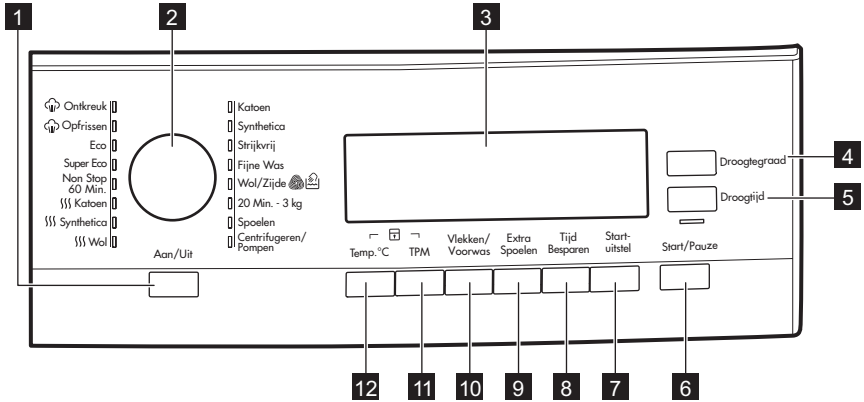 1
2
3
Ontkreuk
Opfrissen
Eco
Super Eco
Non Stop
60 Min.
Katoen
Synthetica
Wol
Aan/Uit
Katoen
Synthetica
Strijkvrij
Fijne Was
Wol/Zijde
20 Min. - 3 kg
Spoelen
Centrifugeren/
Pompen
Droogtegraad
4
Droogtijd
5
Temp.°C
TPM
Vlekken/
Voorwas
Extra
Spoelen
Tijd
Besparen
Start-
uitstel
Start/Pauze
12
11
10
9
8
7
6